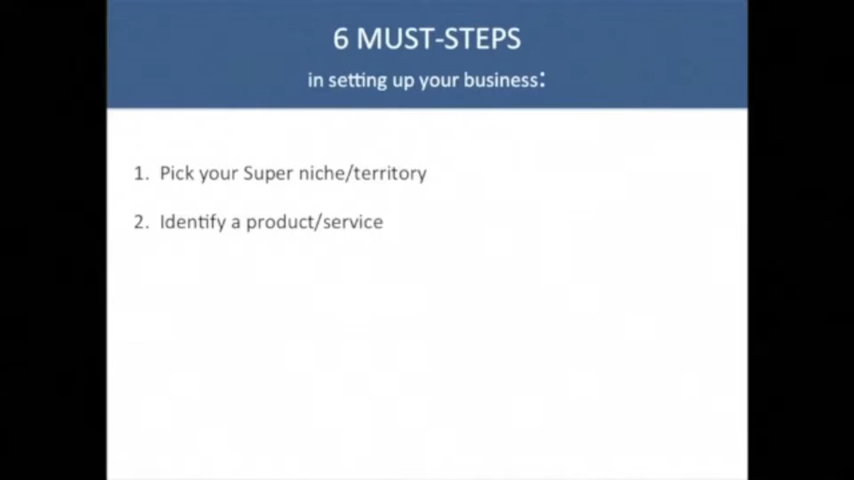 6 MUST-STEPS
in setting up your business:
1. Pick your Super niche/territory
2. Identify a product/service